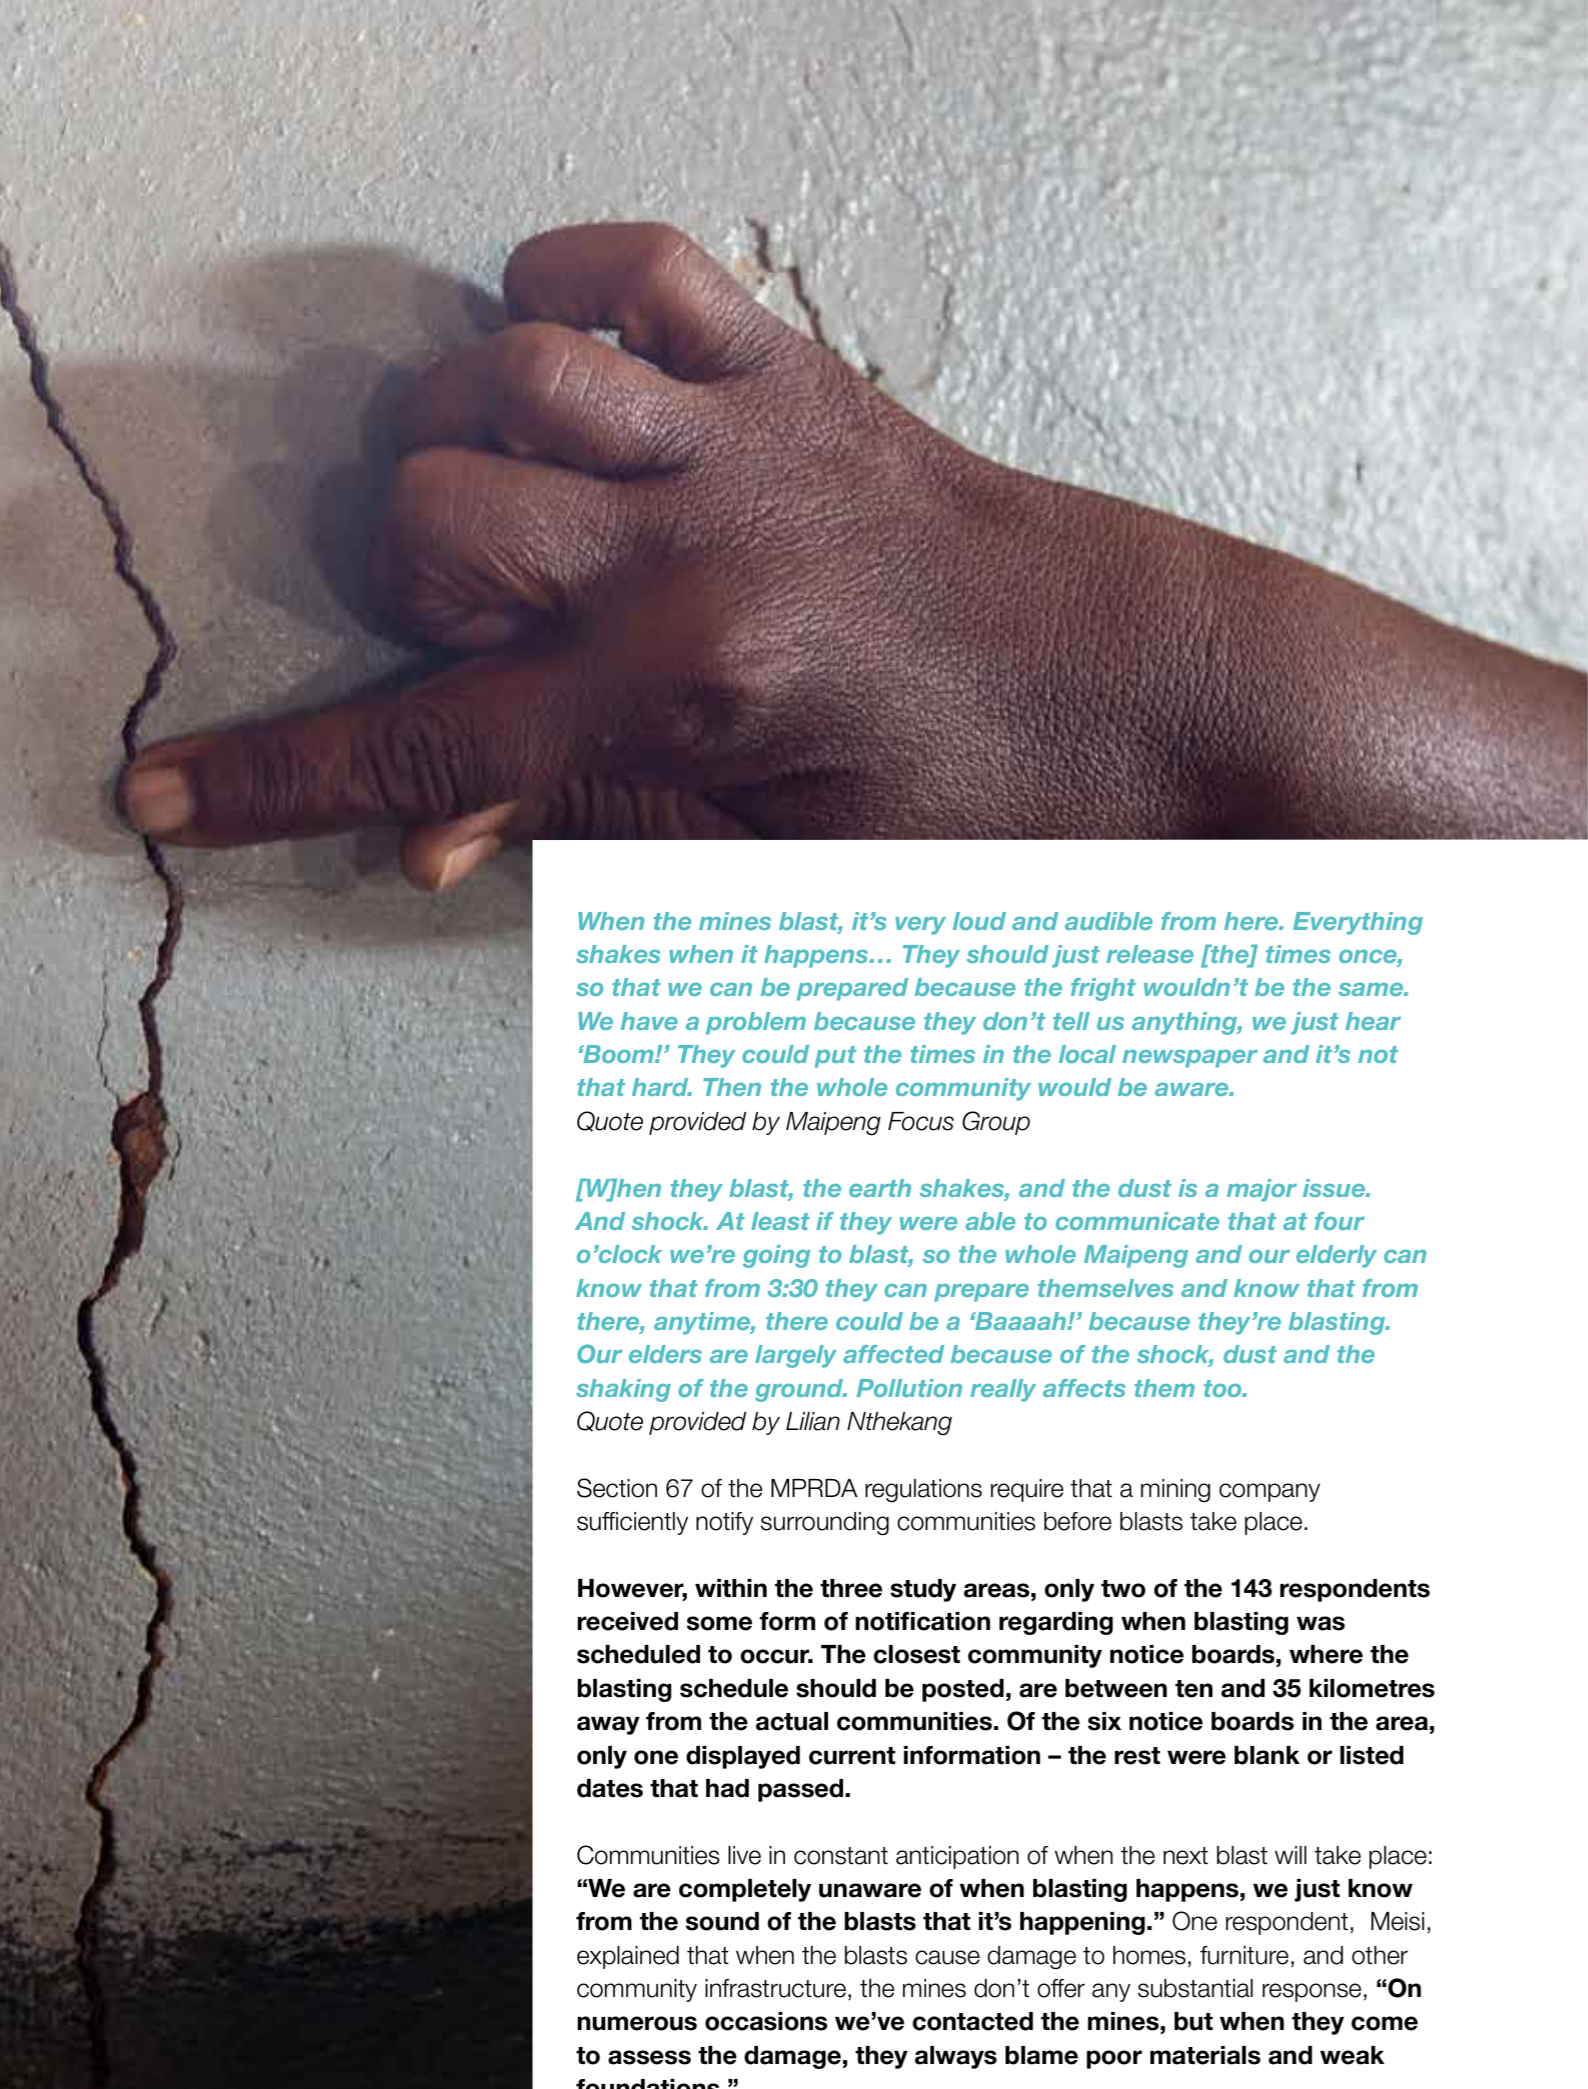 When the mines blast, it’s very loud and audible from here. Everything
shakes when it happens... They should just release [the] times once,
so that we can be prepared because the fright wouldn’t be the same.
We have a problem because they don’t tell us anything, we just hear
‘Boom!’ They could put the times in the local newspaper and it’s not
that hard. Then the whole community would be aware.
Quote provided by Maipeng Focus Group
[W]hen they blast, the earth shakes, and the dust is a major issue.
And shock. At least if they were able to communicate that at four
o’clock we’re going to blast, so the whole Maipeng and our elderly can
know that from 3:30 they can prepare themselves and know that from
there, anytime, there could be a ‘Baaaah!’ because they’re blasting.
Our elders are largely affected because of the shock, dust and the
shaking of the ground. Pollution really affects them too.
Quote provided by Lilian Nthekang
Section 67 of the MPRDA regulations require that a mining company
sufficiently notify surrounding communities before blasts take place.
However, within the three study areas, only two of the 143 respondents
received some form of notification regarding when blasting was
scheduled to occur. The closest community notice boards, where the
blasting schedule should be posted, are between ten and 35 kilometres
away from the actual communities. Of the six notice boards in the area,
only one displayed current information – the rest were blank or listed
dates that had passed.
Communities live in constant anticipation of when the next blast will take place:
“We are completely unaware of when blasting happens, we just know
from the sound of the blasts that it’s happening.” One respondent, Meisi,
explained that when the blasts cause damage to homes, furniture, and other
community infrastructure, the mines don’t offer any substantial response, “On
numerous occasions we’ve contacted the mines, but when they come
to assess the damage, they always blame poor materials and weak
foundations.”